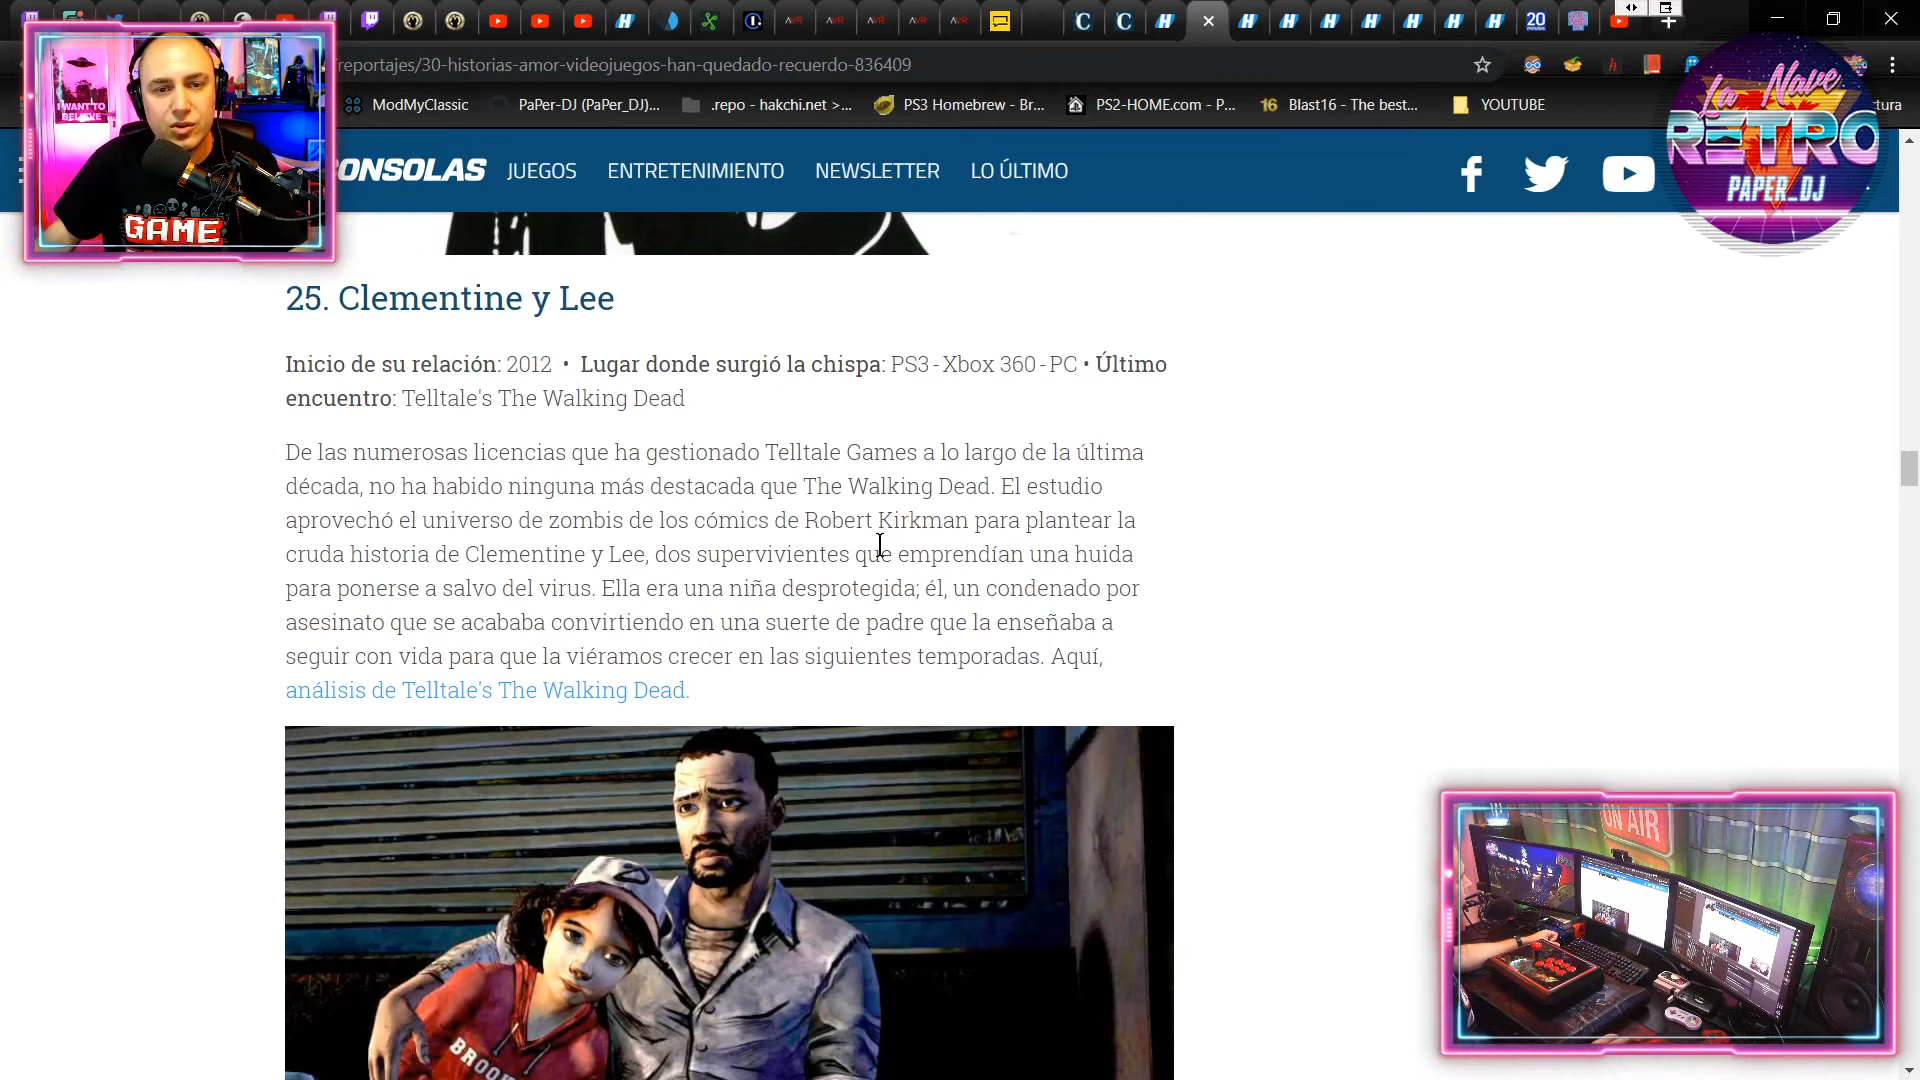 reportajes/30-historias-amor-videojuegos-han-quedado-recuerdo-836409
ModMyClassic
PaPer-DJ (PaPer_DJ)...
.repo - hakchi.net >...
PS3 Homebrew - Br...
PS2-HOME.com - P...
Blast16 - The best...
YOUTUBE
ctura
I WANT TO
BELIEVE
GAME
ONSOLAS
JUEGOS
ENTRETENIMIENTO
NEWSLETTER
LO ÚLTIMO
La Nave
RETRO
PAPER_DJ
25. Clementine y Lee
Inicio de su relación: 2012 • Lugar donde surgió la chispa: PS3 - Xbox 360 - PC • Último
encuentro: Telltale's The Walking Dead
De las numerosas licencias que ha gestionado Telltale Games a lo largo de la última
década, no ha habido ninguna más destacada que The Walking Dead. El estudio
aprovechó el universo de zombis de los cómics de Robert Kirkman para plantear la
cruda historia de Clementine y Lee, dos supervivientes que emprendían una huida
para ponerse a salvo del virus. Ella era una niña desprotegida; él, un condenado por
asesinato que se acababa convirtiendo en una suerte de padre que la enseñaba a
seguir con vida para que la viéramos crecer en las siguientes temporadas. Aquí,
análisis de Telltale's The Walking Dead.
BROO
ON AIR